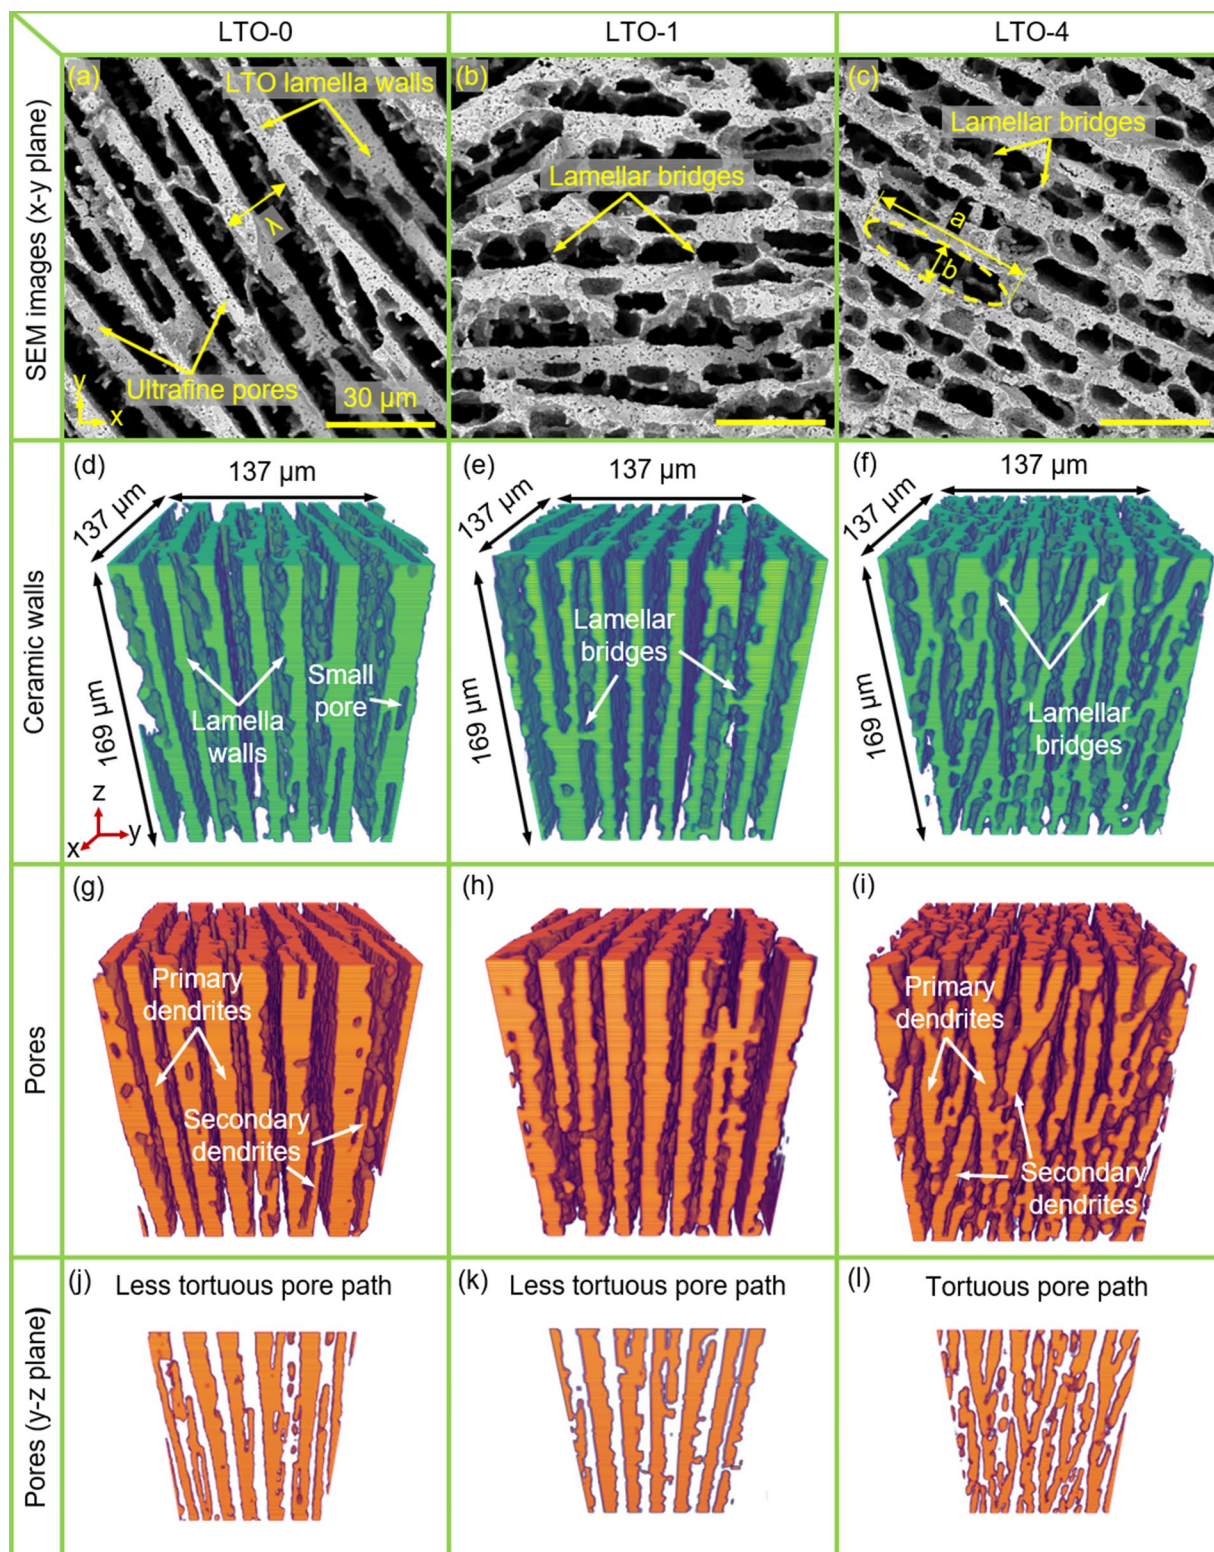 LTO-0
LTO-1
LTO-4
SEM images (x-y plane)
(a)
LTO lamella walls
λ
Ultrafine pores
30 μm
y
x
(b)
Lamellar bridges
(c)
Lamellar bridges
a
b
Ceramic walls
(d)
137 μm
137 μm
169 μm
Small
pore
Lamella
walls
z
y
x
(e)
137 μm
137 μm
169 μm
Lamellar
bridges
(f)
137 μm
137 μm
169 μm
Lamellar
bridges
Pores
(g)
Primary
dendrites
Secondary
dendrites
(h)
(i)
Primary
dendrites
Secondary
dendrites
Pores (y-z plane)
(j)
Less tortuous pore path
(k)
Less tortuous pore path
(l)
Tortuous pore path